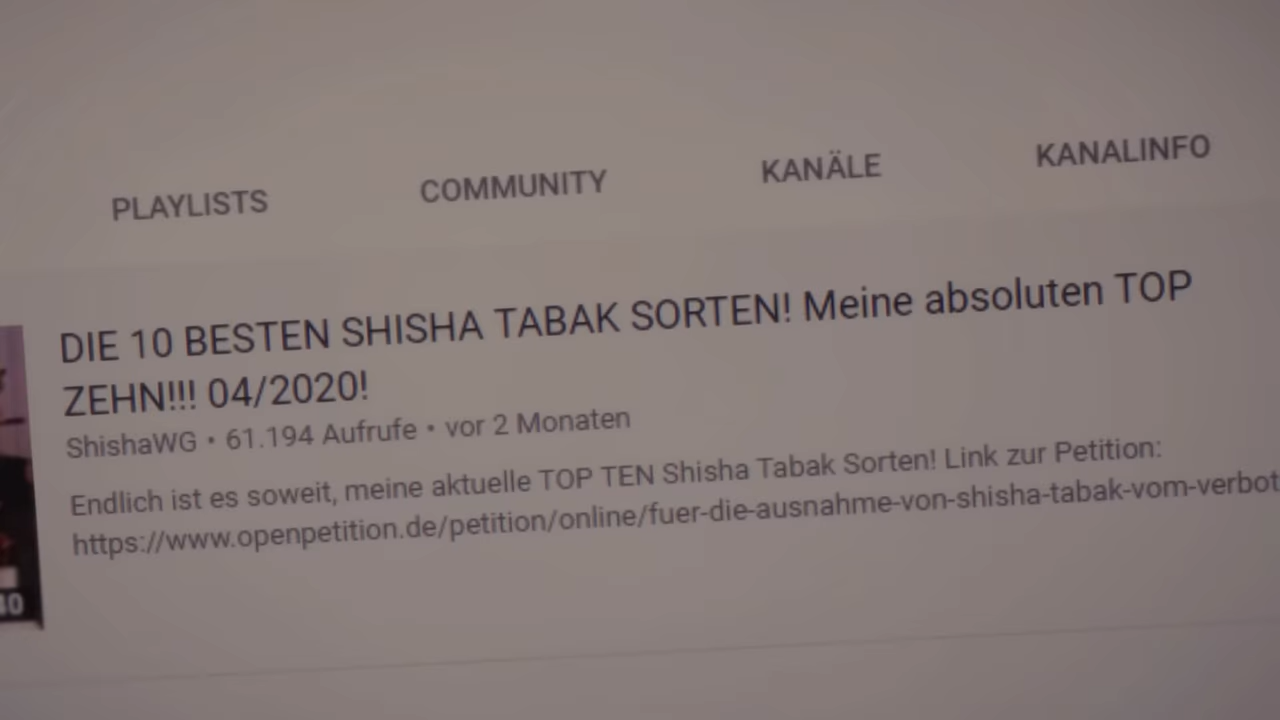 PLAYLISTS COMMUNITY KANÄLE KANALINFO
DIE 10 BESTEN SHISHA TABAK SORTEN! Meine absoluten TOP
ZEHN!!! 04/2020!
ShishaWG • 61.194 Aufrufe • vor 2 Monaten
Endlich ist es soweit, meine aktuelle TOP TEN Shisha Tabak Sorten! Link zur Petition:
https://www.openpetition.de/petition/online/fuer-die-ausnahme-von-shisha-tabak-vom-verbot